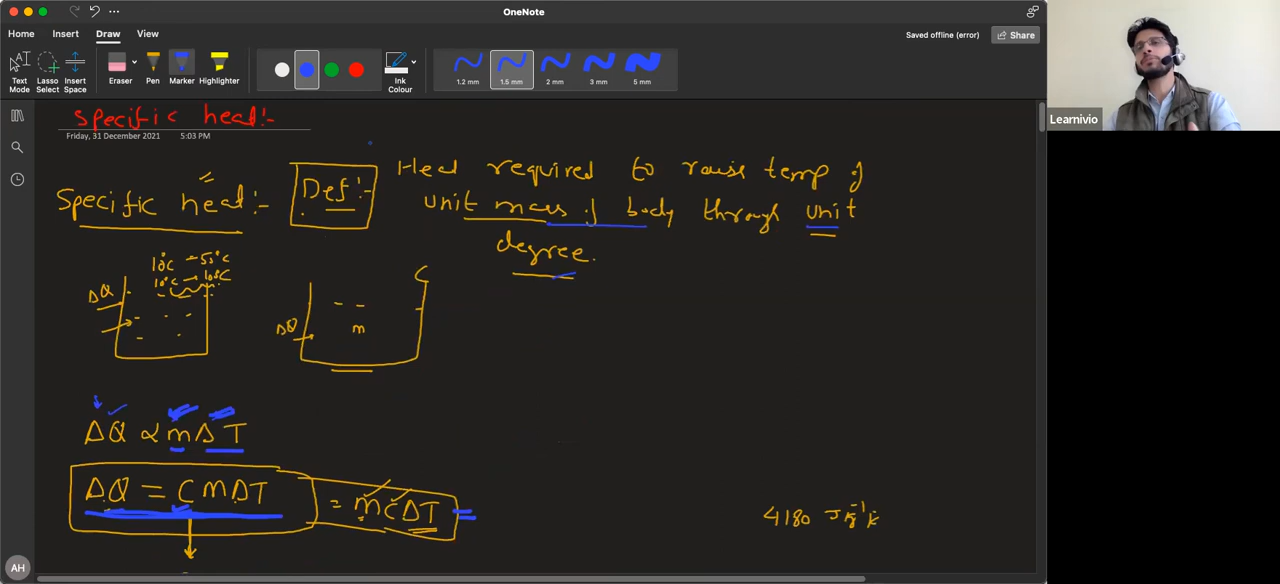 OneNote
Home Insert Draw View
Saved offline (error)
Share
Text Mode
Lasso Select
Insert Space
Eraser
Pen
Marker
Highlighter
Ink Colour
1.2 mm
1.5 mm
2 mm
3 mm
5 mm
Learnivio
Specific heat:-
Friday, 31 December 2021 5:03 PM
Specific heat:-
Def:-
Heat required to raise temp of
unit mass of body through unit
degree.
10°C → 100°C
ΔQ
ΔQ
m
C
ΔQ ∝ mΔT
ΔQ = CmΔT
= mCΔT =
4180 J kg⁻¹ K
AH